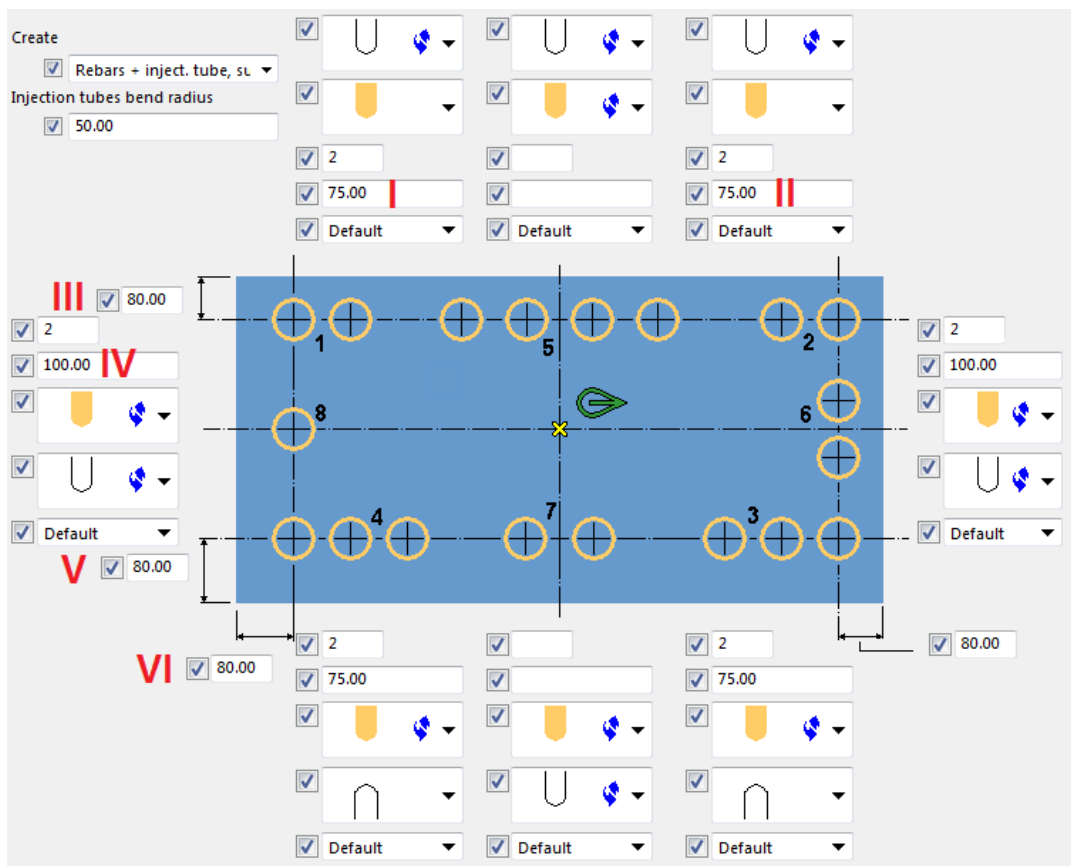 Create
Rebars + inject. tube, su
Injection tubes bend radius
50.00
2 2
75.00 I 75.00 II
Default Default Default
III 80.00
2 2
100.00 IV 100.00
1 5 2
8 6
4 7 3
Default Default
V 80.00
VI 80.00 80.00
2 2
75.00 75.00
Default Default Default